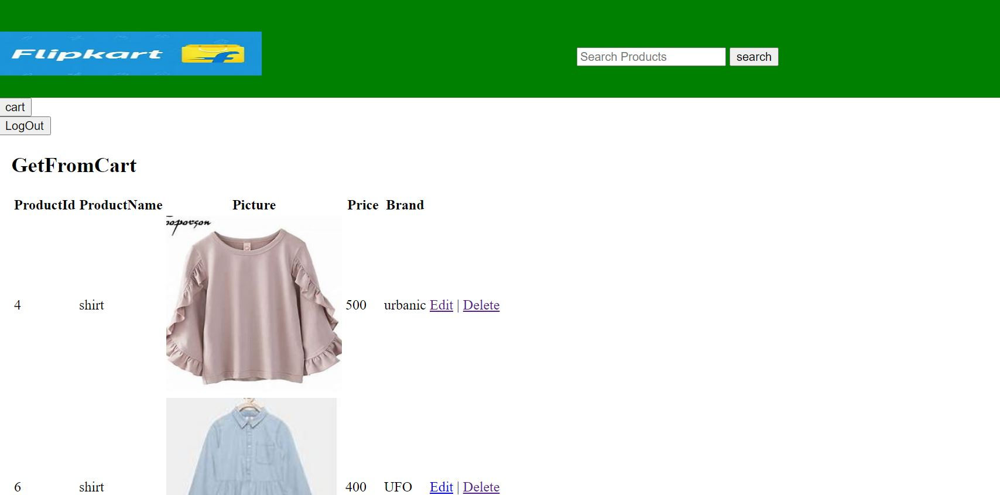 Flipkart
Search Products search
cart
LogOut
GetFromCart
ProductId ProductName Picture Price Brand
4 shirt 500 urbanic Edit | Delete
6 shirt 400 UFO Edit | Delete